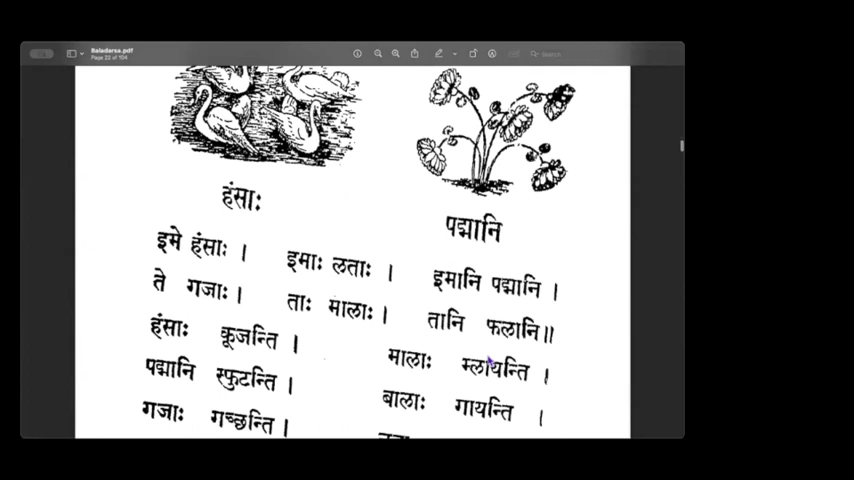 Baladarsa.pdf
Page 22 of 104
Search
हंसाः
पद्मानि
इमे हंसाः । इमाः लताः । इमानि पद्मानि ।
ते गजाः । ताः मालाः । तानि फलानि॥
हंसाः कूजन्ति । मालाः म्लायन्ति ।
पद्मानि स्फुटन्ति । बालाः गायन्ति ।
गजाः गच्छन्ति ।